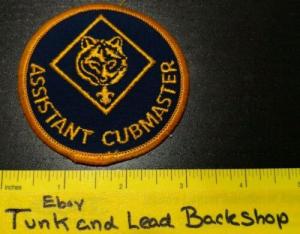 ASSISTANT CUBMASTER
inches 1 2 3 4
Ebay
Tunk and Lead Backshop